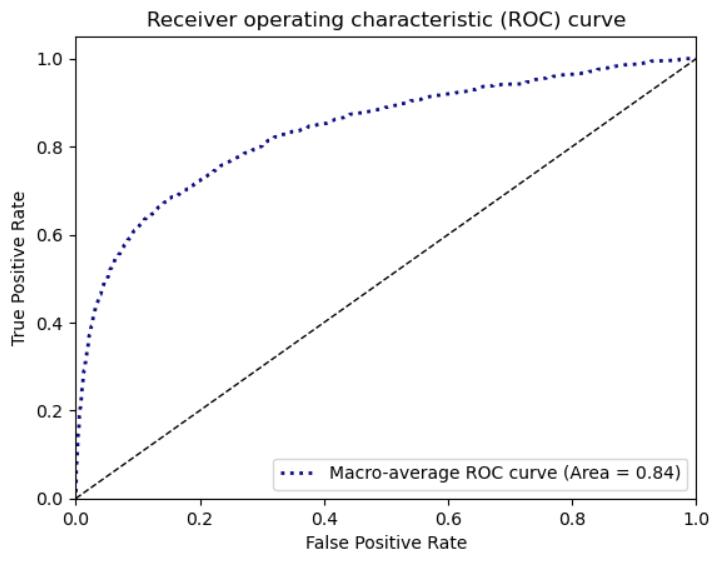 Receiver operating characteristic (ROC) curve
True Positive Rate
1.0
0.8
0.6
0.4
0.2
0.0
Macro-average ROC curve (Area = 0.84)
0.0 0.2 0.4 0.6 0.8 1.0
False Positive Rate